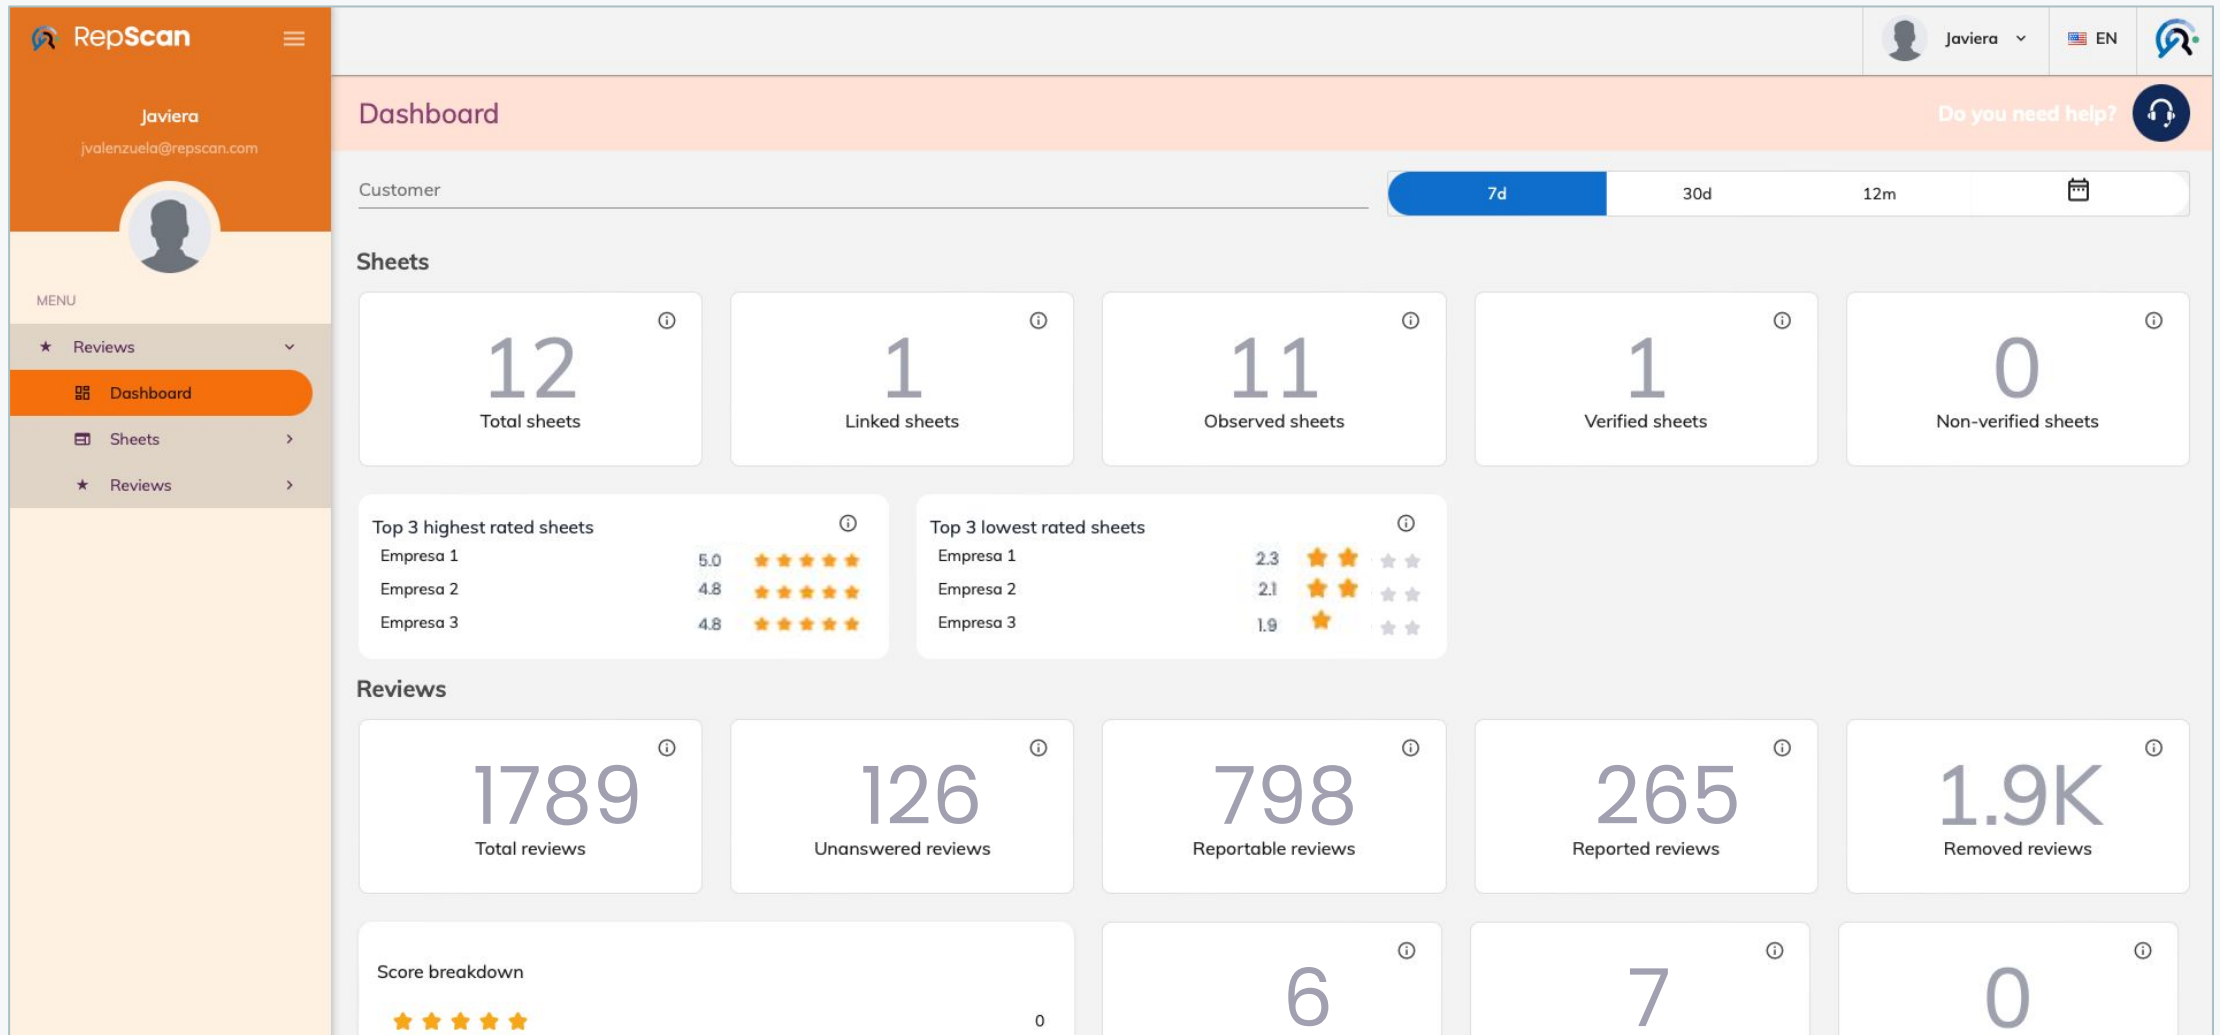 RepScan
Javiera
EN
Javiera
jvalenzuela@repscan.com
Dashboard
Do you need help?
Customer
7d
30d
12m
MENU
Reviews
Dashboard
Sheets
Reviews
Sheets
12
Total sheets
1
Linked sheets
11
Observed sheets
1
Verified sheets
0
Non-verified sheets
Top 3 highest rated sheets
Empresa 1 5.0
Empresa 2 4.8
Empresa 3 4.8
Top 3 lowest rated sheets
Empresa 1 2.3
Empresa 2 2.1
Empresa 3 1.9
Reviews
1789
Total reviews
126
Unanswered reviews
798
Reportable reviews
265
Reported reviews
1.9K
Removed reviews
Score breakdown
0
6
7
0